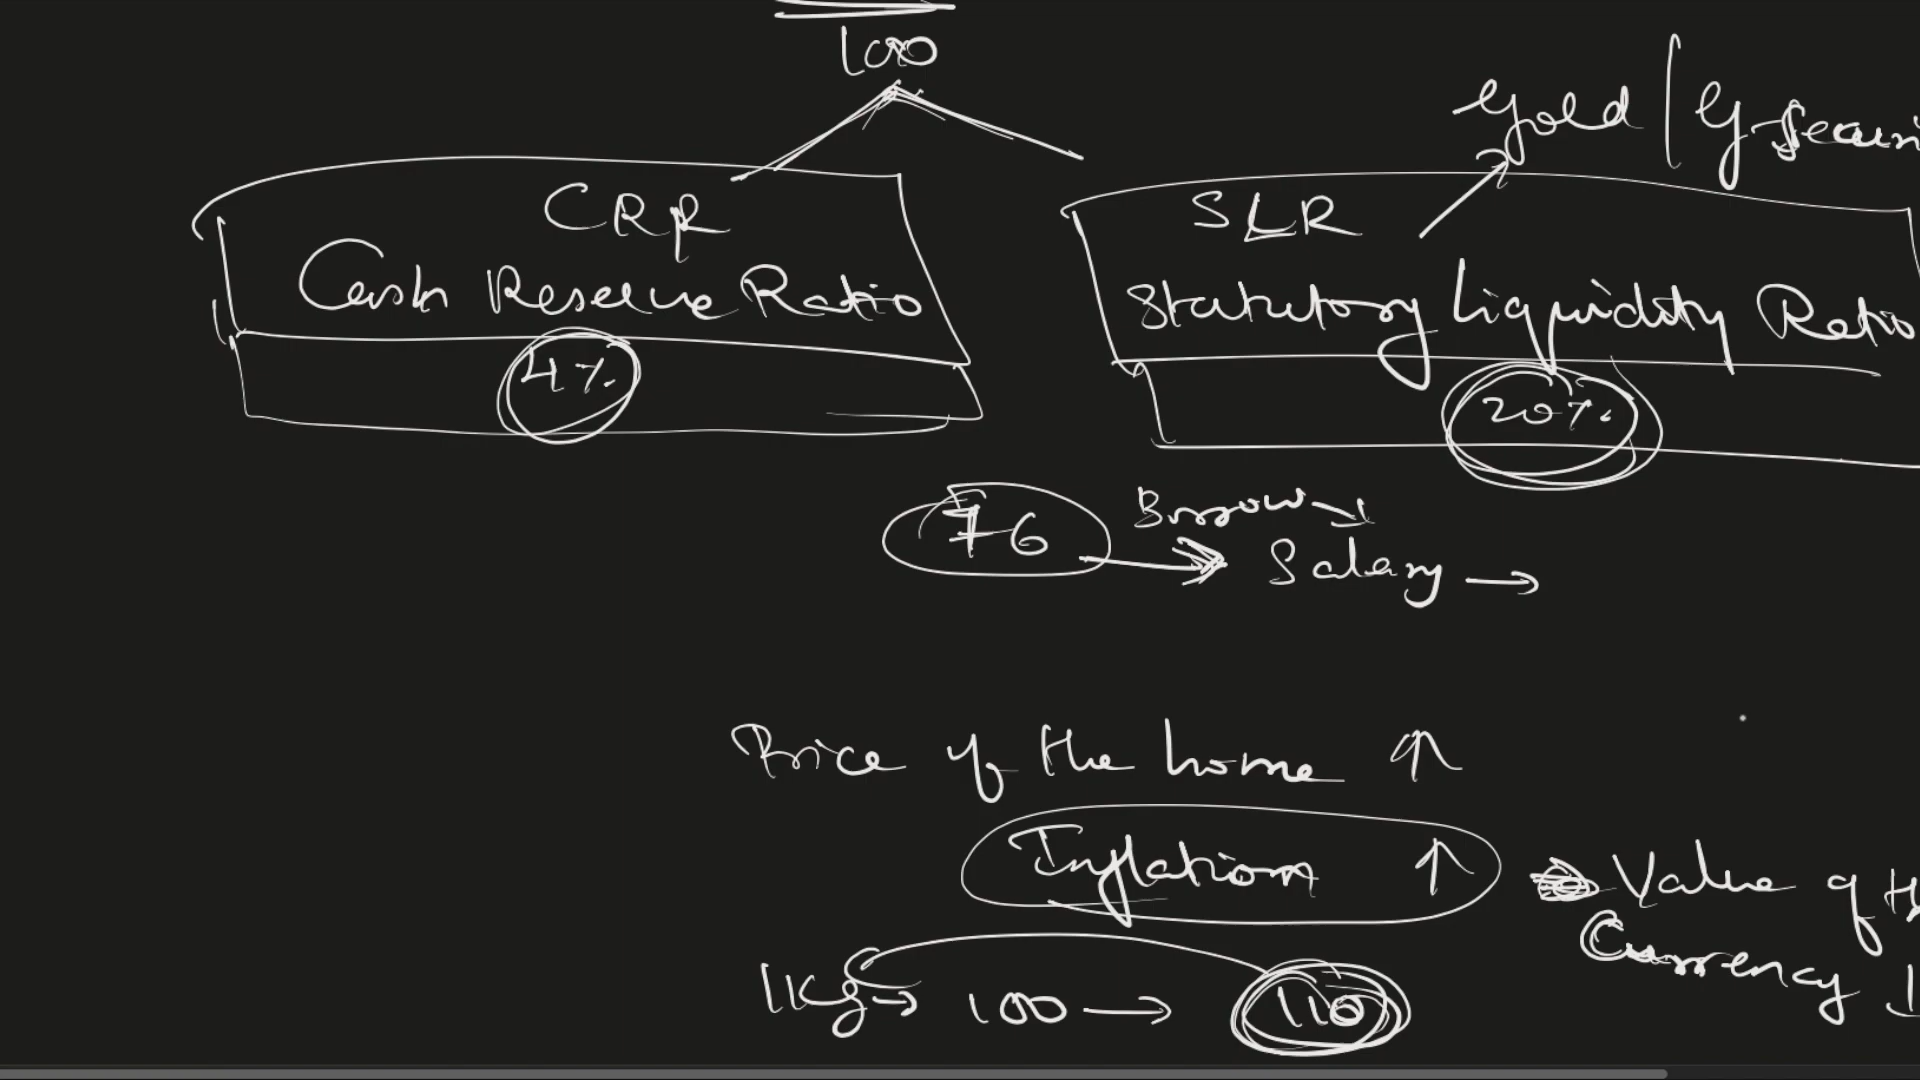 100
Gold | G-Securi
CRR
SLR
Cash Reserve Ratio
Statutory Liquidity Ratio
4%
20%
76
Borrow →
Salary →
Price of the home ↑
Inflation ↑
Value of th
Currency ↓
1Kg → 100 → 110